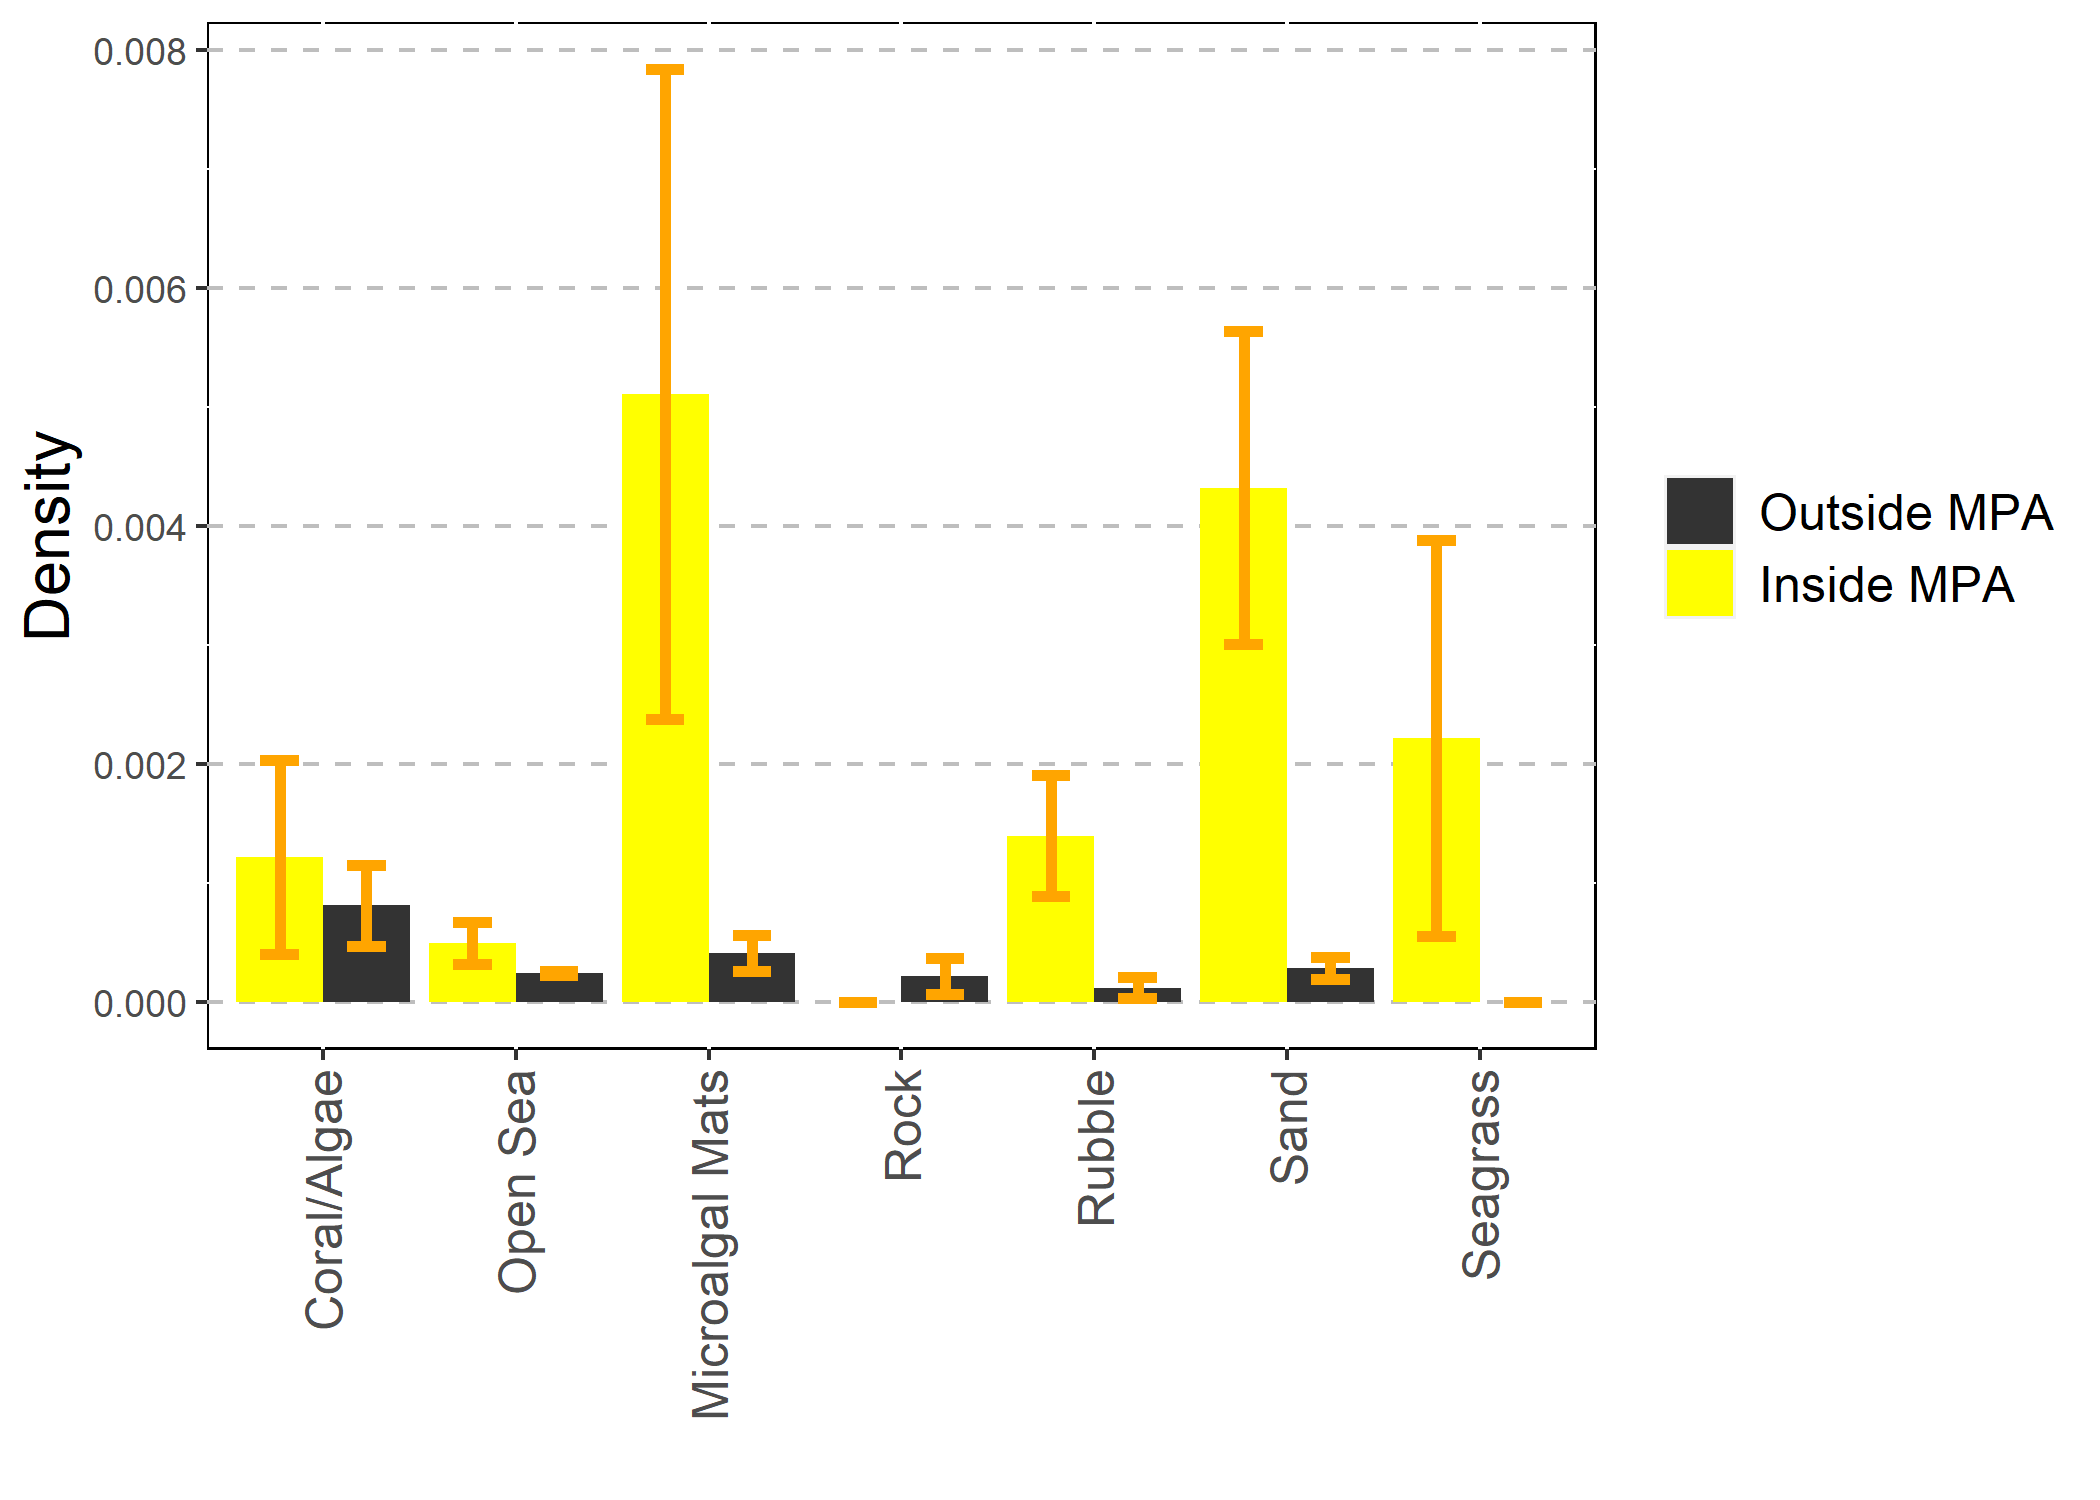 Density
0.008
0.006
0.004
0.002
0.000
Coral/Algae
Open Sea
Microalgal Mats
Rock
Rubble
Sand
Seagrass
Outside MPA
Inside MPA